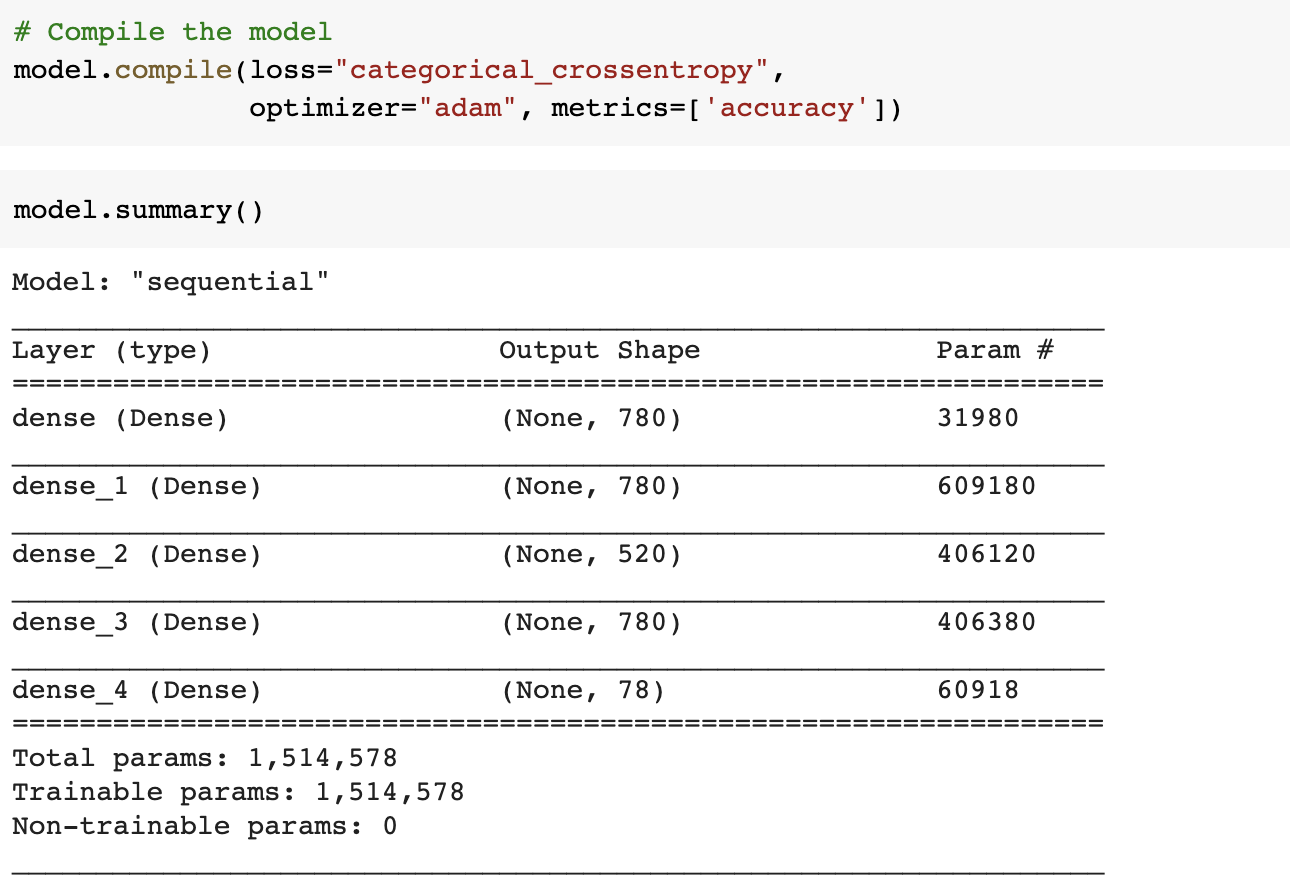 # Compile the model
model.compile(loss="categorical_crossentropy",
              optimizer="adam", metrics=['accuracy'])
model.summary()
Model: "sequential"
_________________________________________________________________
Layer (type)                 Output Shape              Param #
=================================================================
dense (Dense)                (None, 780)               31980
_________________________________________________________________
dense_1 (Dense)              (None, 780)               609180
_________________________________________________________________
dense_2 (Dense)              (None, 520)               406120
_________________________________________________________________
dense_3 (Dense)              (None, 780)               406380
_________________________________________________________________
dense_4 (Dense)              (None, 78)                60918
=================================================================
Total params: 1,514,578
Trainable params: 1,514,578
Non-trainable params: 0
_________________________________________________________________